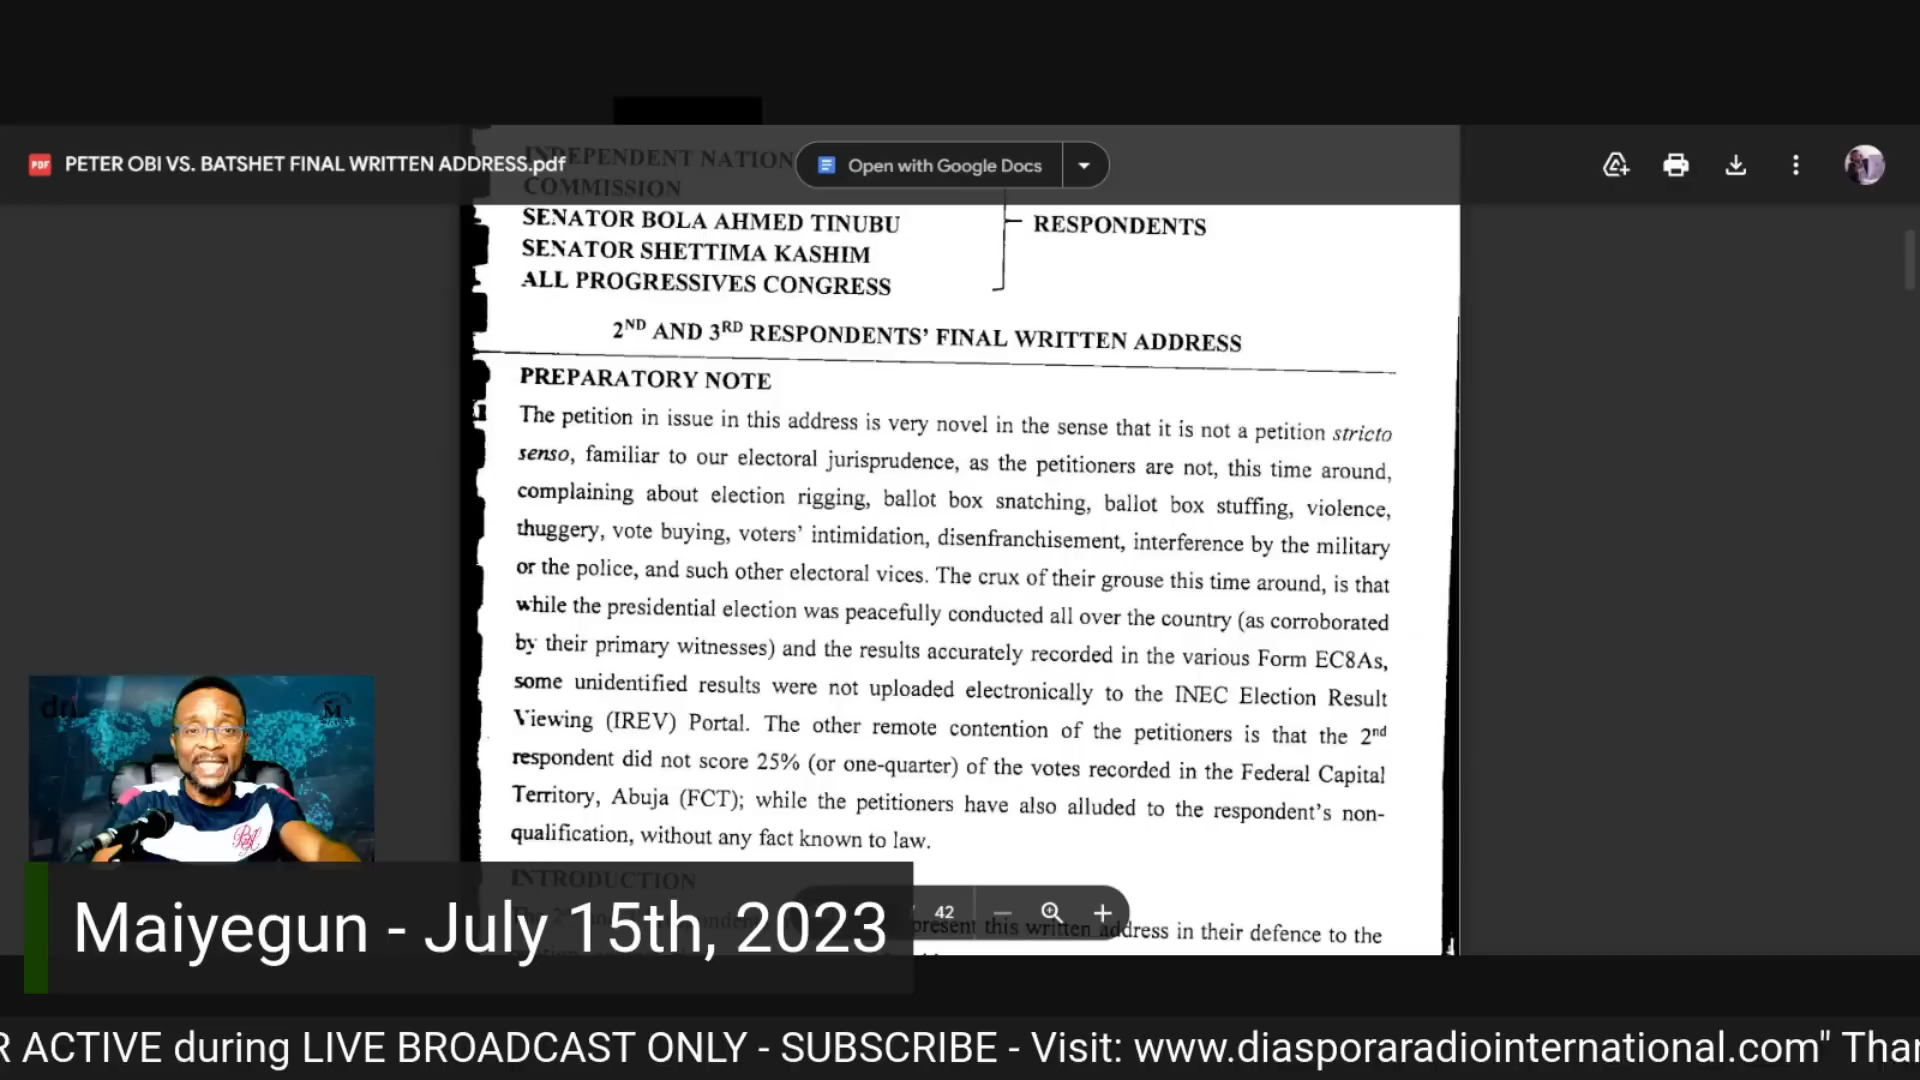 PETER OBI VS. BATSHET FINAL WRITTEN ADDRESS.pdf
Open with Google Docs
INDEPENDENT NATION
COMMISSION
SENATOR BOLA AHMED TINUBU
SENATOR SHETTIMA KASHIM
ALL PROGRESSIVES CONGRESS
RESPONDENTS
2ND AND 3RD RESPONDENTS' FINAL WRITTEN ADDRESS
PREPARATORY NOTE
The petition in issue in this address is very novel in the sense that it is not a petition stricto
senso, familiar to our electoral jurisprudence, as the petitioners are not, this time around,
complaining about election rigging, ballot box snatching, ballot box stuffing, violence,
thuggery, vote buying, voters' intimidation, disenfranchisement, interference by the military
or the police, and such other electoral vices. The crux of their grouse this time around, is that
while the presidential election was peacefully conducted all over the country (as corroborated
by their primary witnesses) and the results accurately recorded in the various Form EC8As,
some unidentified results were not uploaded electronically to the INEC Election Result
Viewing (IREV) Portal. The other remote contention of the petitioners is that the 2nd
respondent did not score 25% (or one-quarter) of the votes recorded in the Federal Capital
Territory, Abuja (FCT); while the petitioners have also alluded to the respondent's non-
qualification, without any fact known to law.
INTRODUCTION
present this written address in their defence to the
42
Maiyegun - July 15th, 2023
R ACTIVE during LIVE BROADCAST ONLY - SUBSCRIBE - Visit: www.diasporaradiointernational.com" Than